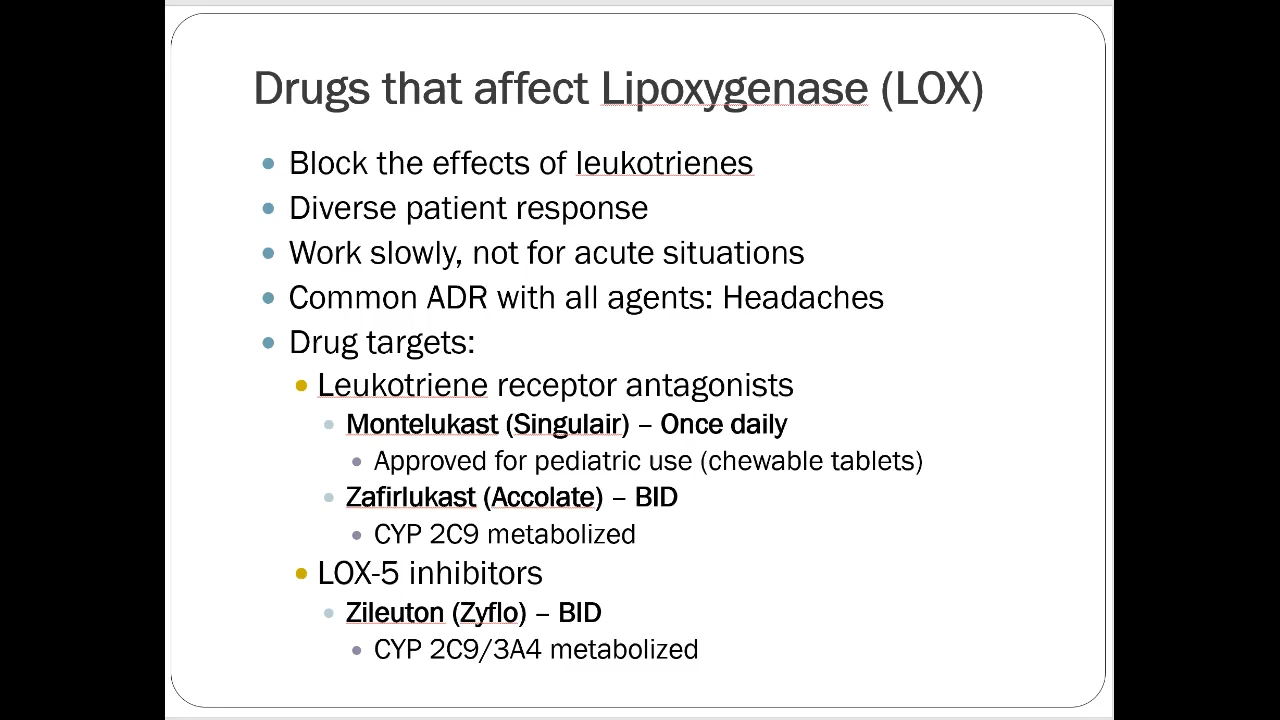 Drugs that affect Lipoxygenase (LOX)
Block the effects of leukotrienes
Diverse patient response
Work slowly, not for acute situations
Common ADR with all agents: Headaches
Drug targets:
Leukotriene receptor antagonists
Montelukast (Singulair) – Once daily
Approved for pediatric use (chewable tablets)
Zafirlukast (Accolate) – BID
CYP 2C9 metabolized
LOX-5 inhibitors
Zileuton (Zyflo) – BID
CYP 2C9/3A4 metabolized